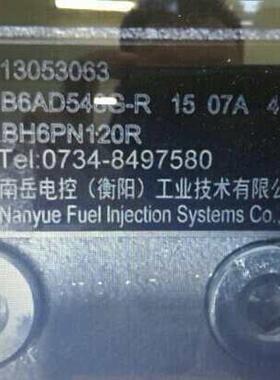 13053063
15 07A
BH6PN120R
Tel:0734-8497580
南岳电控(衡阳)工业技术有限
Nanyue Fuel Injection Systems Co.,